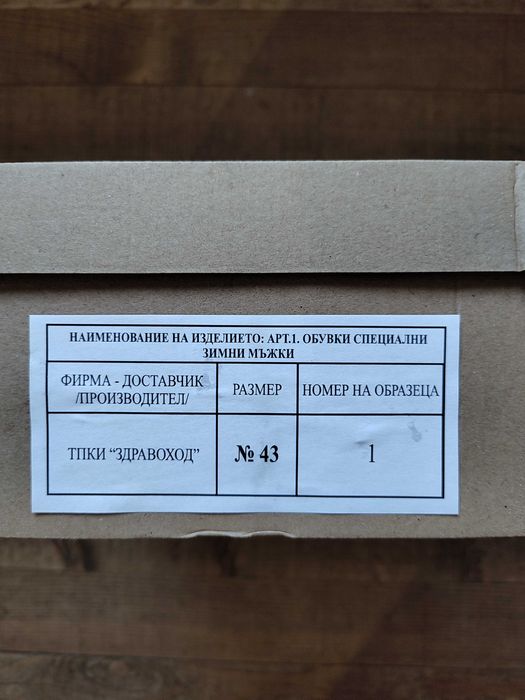 НАИМЕНОВАНИЕ НА ИЗДЕЛИЕТО: АРТ.1. ОБУВКИ СПЕЦИАЛНИ
ЗИМНИ МЪЖКИ
ФИРМА - ДОСТАВЧИК
/ПРОИЗВОДИТЕЛ/
РАЗМЕР
НОМЕР НА ОБРАЗЕЦА
ТПКИ “ЗДРАВОХОД”
№ 43
1